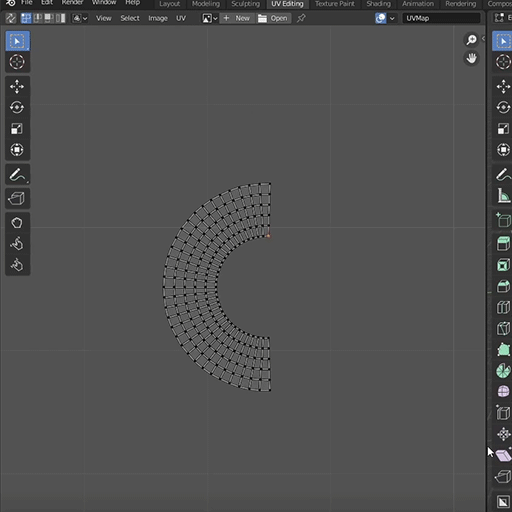 File Edit Render Window Help Layout Modeling Sculpting UV Editing Texture Paint Shading Animation Rendering Compos
View Select Image UV New Open UVMap